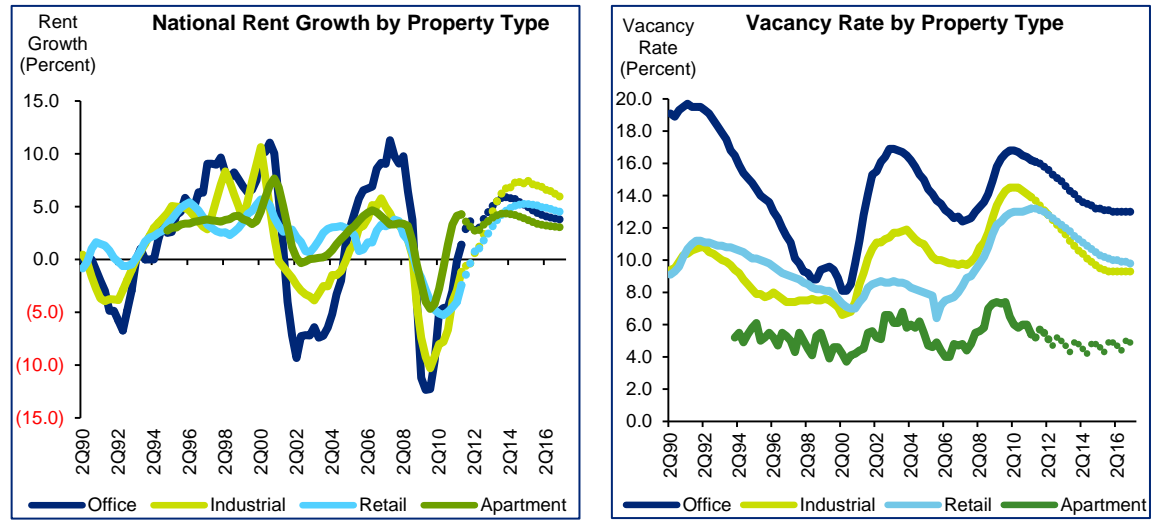 National Rent Growth by Property Type
Rent
Growth
(Percent)
15.0
10.0
5.0
0.0
(5.0)
(10.0)
(15.0)
2Q90
2Q92
2Q94
2Q96
2Q98
2Q00
2Q02
2Q04
2Q06
2Q08
2Q10
2Q12
2Q14
2Q16
Office Industrial Retail Apartment
Vacancy Rate by Property Type
Vacancy
Rate
(Percent)
20.0
18.0
16.0
14.0
12.0
10.0
8.0
6.0
4.0
2.0
0.0
2Q90
2Q92
2Q94
2Q96
2Q98
2Q00
2Q02
2Q04
2Q06
2Q08
2Q10
2Q12
2Q14
2Q16
Office Industrial Retail Apartment